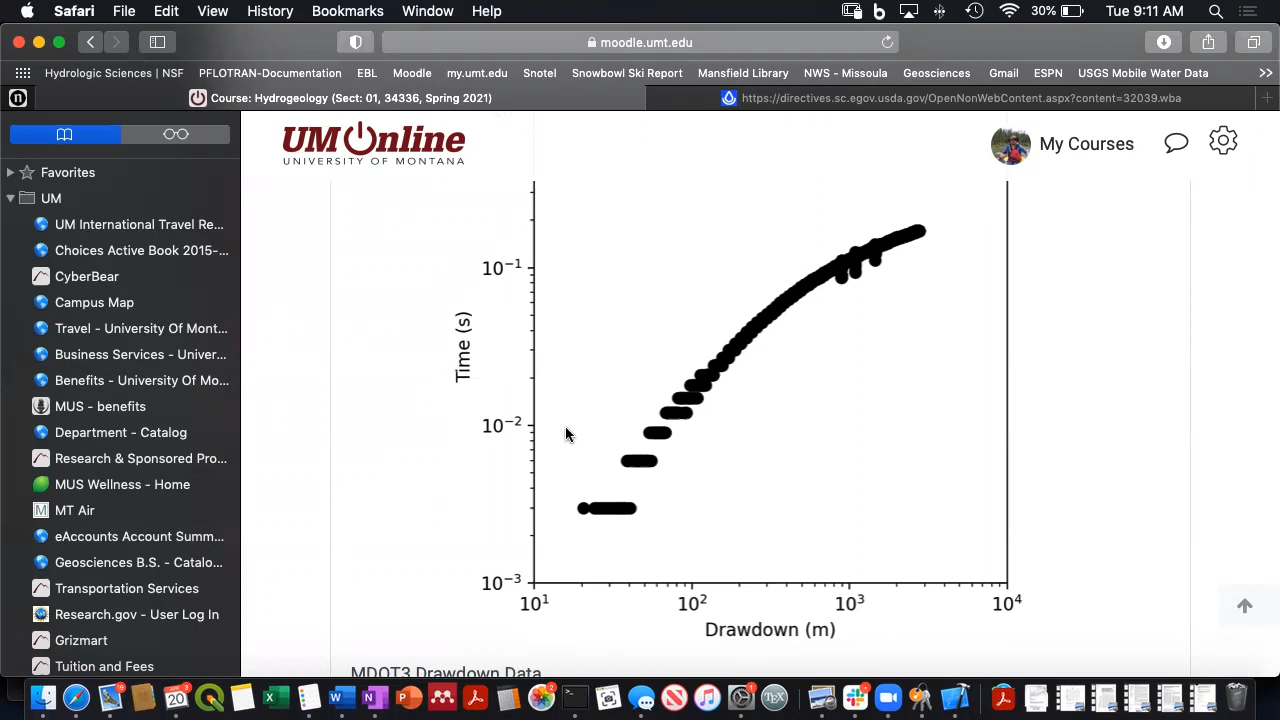 Safari File Edit View History Bookmarks Window Help 30% Tue 9:11 AM
moodle.umt.edu
Hydrologic Sciences | NSF PFLOTRAN-Documentation EBL Moodle my.umt.edu Snotel Snowbowl Ski Report Mansfield Library NWS - Missoula Geosciences Gmail ESPN USGS Mobile Water Data >>
n Course: Hydrogeology (Sect: 01, 34336, Spring 2021) https://directives.sc.egov.usda.gov/OpenNonWebContent.aspx?content=32039.wba
UM Online
UNIVERSITY OF MONTANA
My Courses
Favorites
UM
UM International Travel Re...
Choices Active Book 2015-...
CyberBear
Campus Map
Travel - University Of Mont...
Business Services - Univer...
Benefits - University Of Mo...
MUS - benefits
Department - Catalog
Research & Sponsored Pro...
MUS Wellness - Home
MT Air
eAccounts Account Summ...
Geosciences B.S. - Catalo...
Transportation Services
Research.gov - User Log In
Grizmart
Tuition and Fees
Time (s)
10⁻¹
10⁻²
10⁻³
10¹ 10² 10³ 10⁴
Drawdown (m)
MDOT3 Drawdown Data